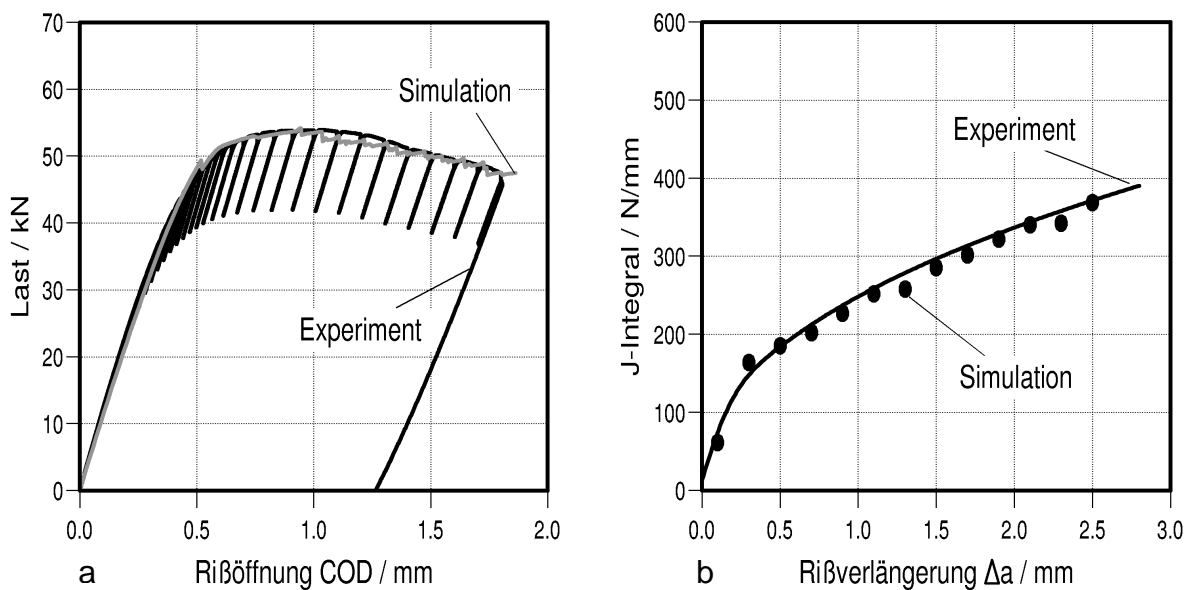 70
60
50
40
30
20
10
0
Last / kN
Simulation
Experiment
0.0 0.5 1.0 1.5 2.0
a Rißöffnung COD / mm
600
500
400
300
200
100
0
J-Integral / N/mm
Experiment
Simulation
0.0 0.5 1.0 1.5 2.0 2.5 3.0
b Rißverlängerung Δa / mm